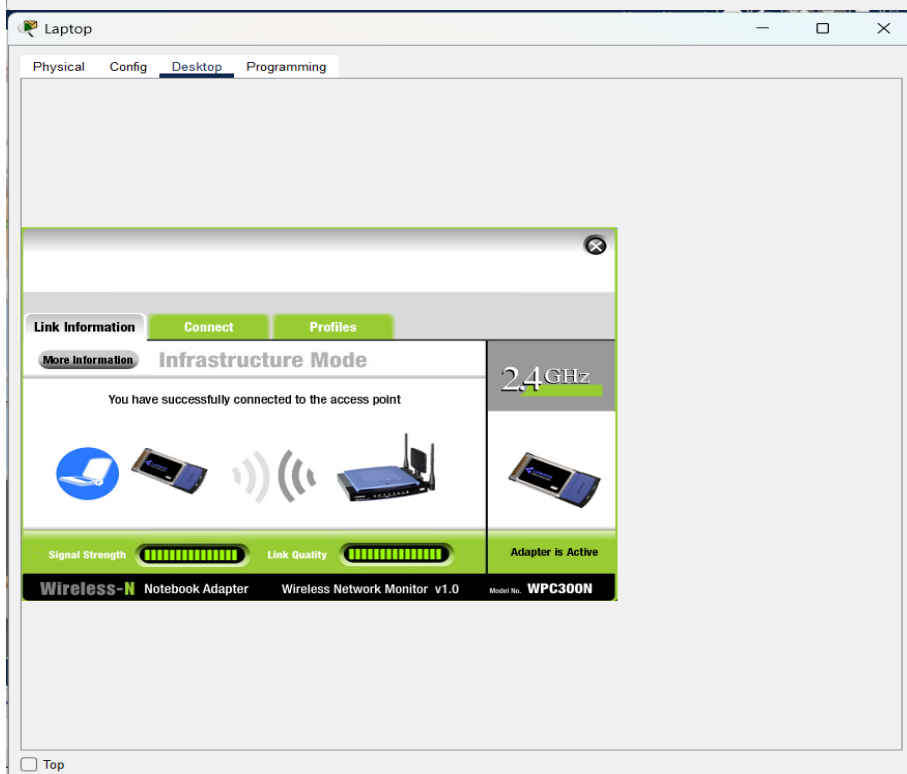 Laptop
Physical Config Desktop Programming
Link Information Connect Profiles
More Information Infrastructure Mode
2.4GHz
You have successfully connected to the access point
Signal Strength Link Quality Adapter is Active
Wireless-N Notebook Adapter Wireless Network Monitor v1.0 Model No. WPC300N
Top